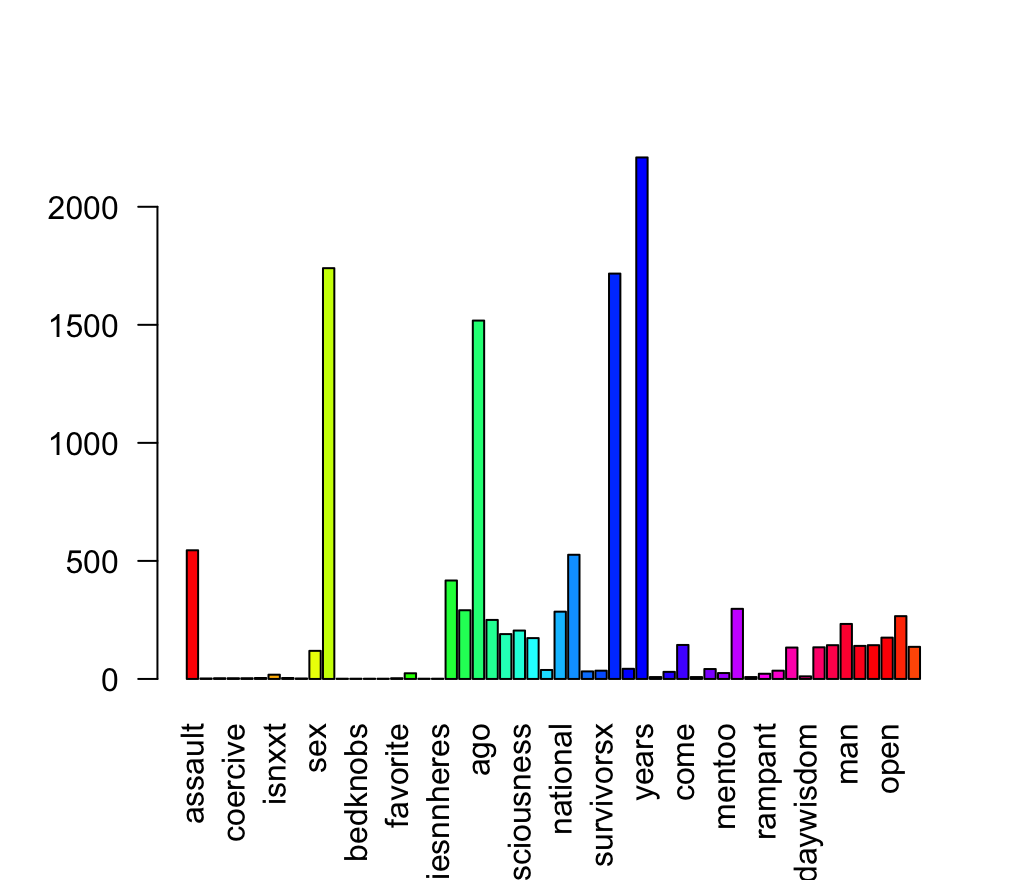 2000
1500
1000
500
0
assault
coercive
isnxxt
sex
bedknobs
favorite
iesnnheres
ago
sciousness
national
survivorsx
years
come
mentoo
rampant
daywisdom
man
open